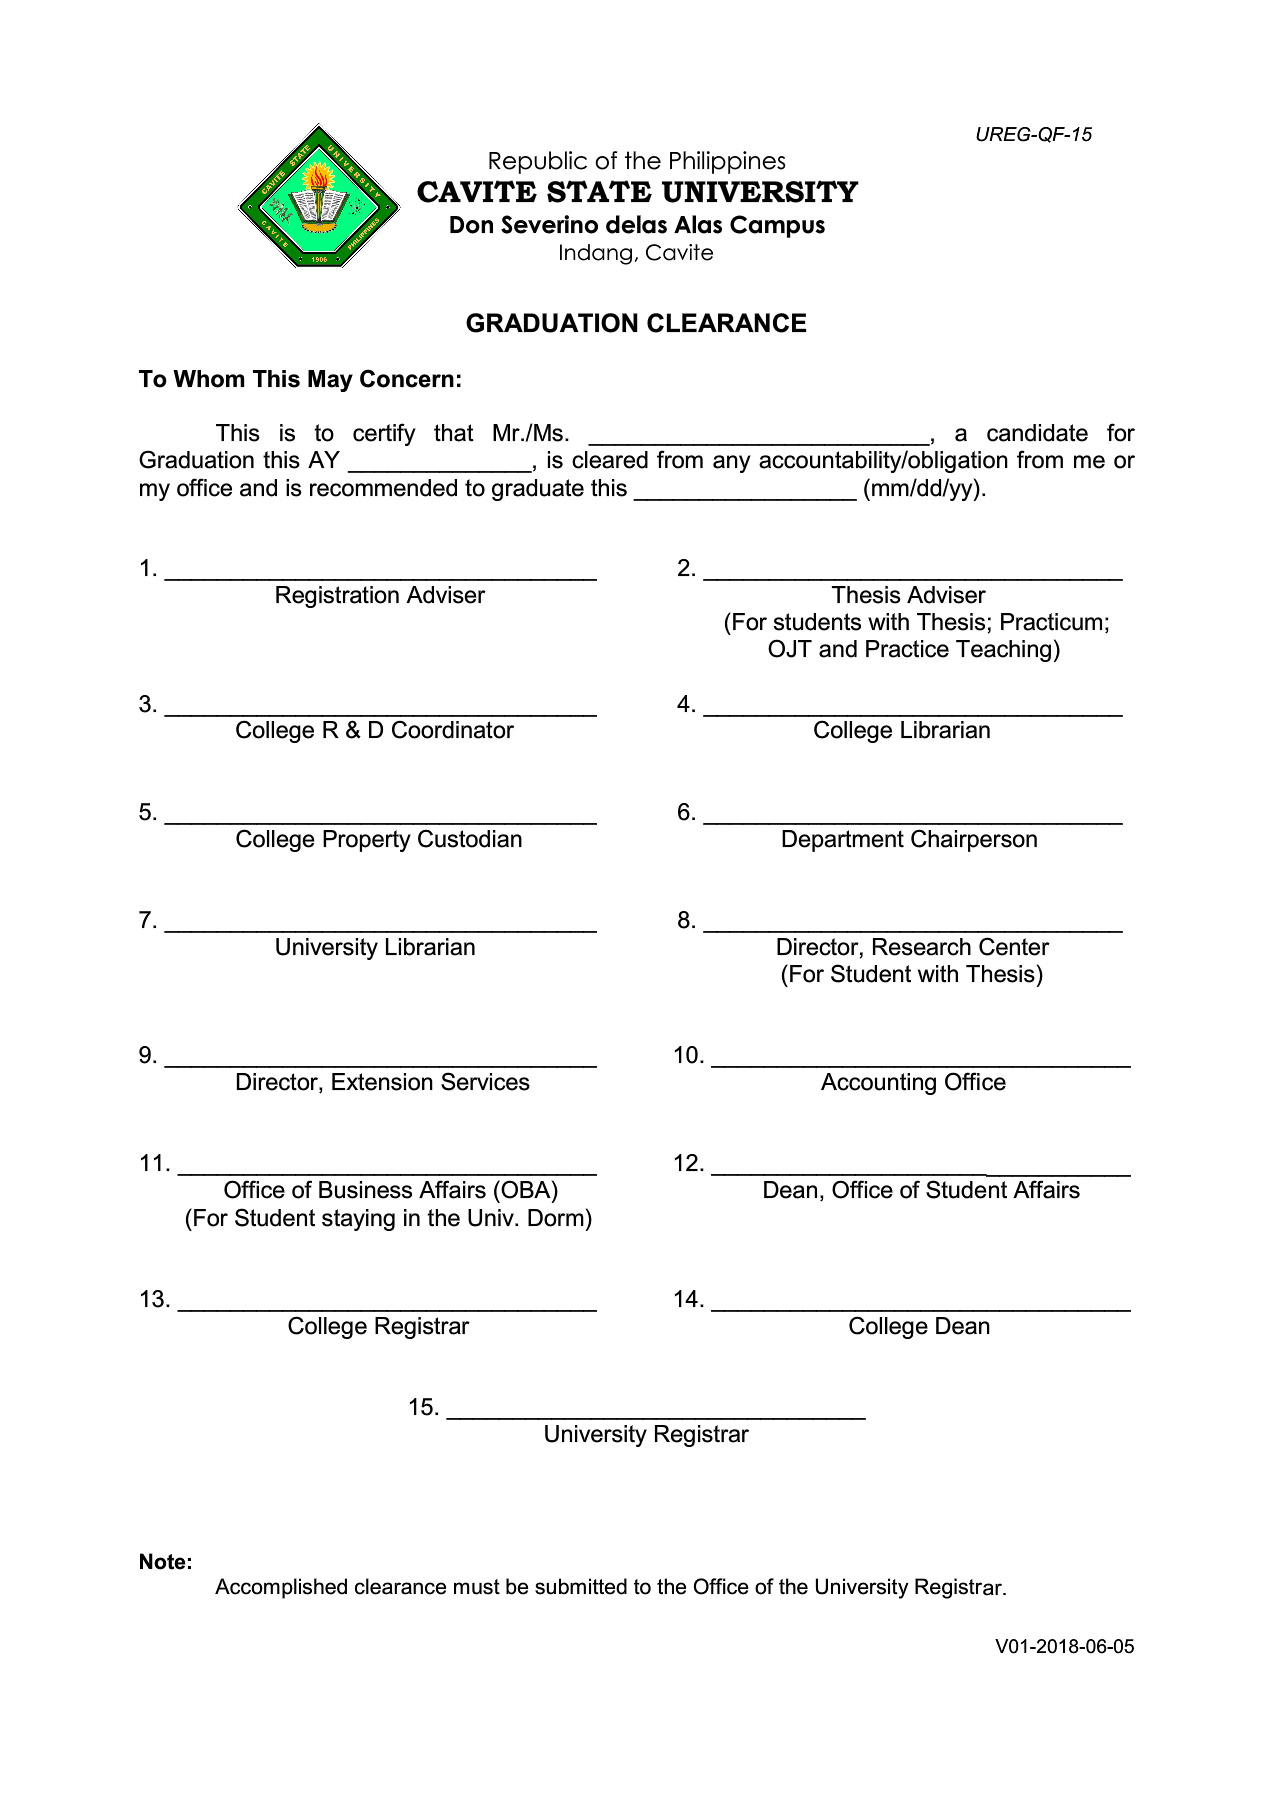 UREG-QF-15
CAVITE STATE UNIVERSITY
CAVITE PHILIPPINES
1906
Republic of the Philippines
CAVITE STATE UNIVERSITY
Don Severino delas Alas Campus
Indang, Cavite
GRADUATION CLEARANCE
To Whom This May Concern:
This is to certify that Mr./Ms. __________________________, a candidate for
Graduation this AY ______________, is cleared from any accountability/obligation from me or
my office and is recommended to graduate this _________________ (mm/dd/yy).
1. _________________________________ 2. ________________________________
Registration Adviser Thesis Adviser
(For students with Thesis; Practicum;
OJT and Practice Teaching)
3. _________________________________ 4. ________________________________
College R & D Coordinator College Librarian
5. _________________________________ 6. ________________________________
College Property Custodian Department Chairperson
7. _________________________________ 8. ________________________________
University Librarian Director, Research Center
(For Student with Thesis)
9. _________________________________ 10. ________________________________
Director, Extension Services Accounting Office
11. ________________________________ 12. ________________________________
Office of Business Affairs (OBA) Dean, Office of Student Affairs
(For Student staying in the Univ. Dorm)
13. ________________________________ 14. ________________________________
College Registrar College Dean
15. ________________________________
University Registrar
Note:
Accomplished clearance must be submitted to the Office of the University Registrar.
V01-2018-06-05